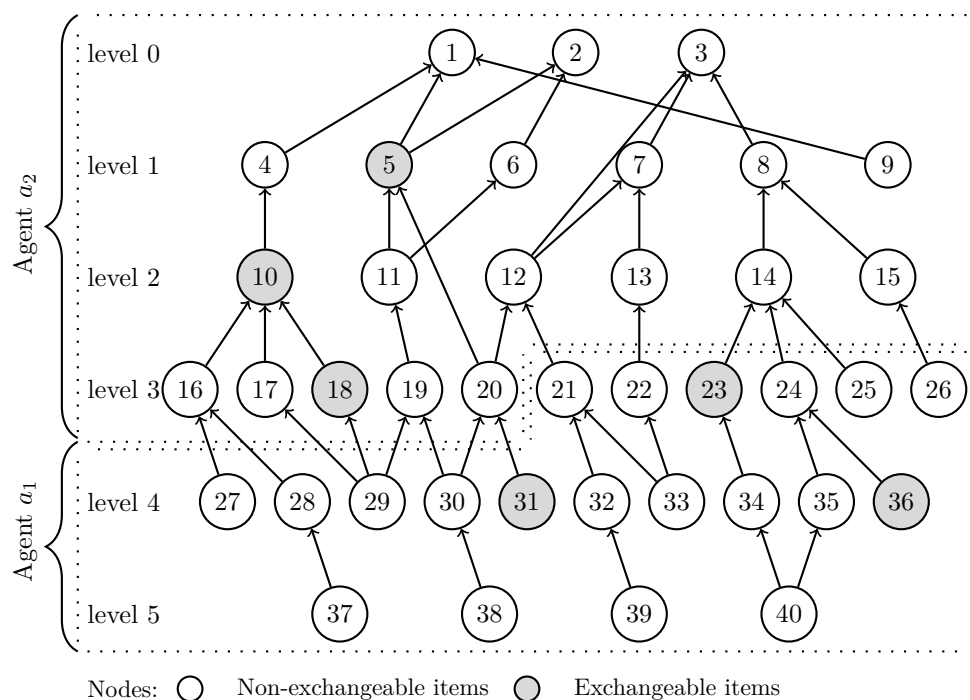 level 0 1 2 3
level 1 4 5 6 7 8 9
Agent a₂
level 2 10 11 12 13 14 15
level 3 16 17 18 19 20 21 22 23 24 25 26
level 4 27 28 29 30 31 32 33 34 35 36
Agent a₁
level 5 37 38 39 40
Nodes: Non-exchangeable items Exchangeable items